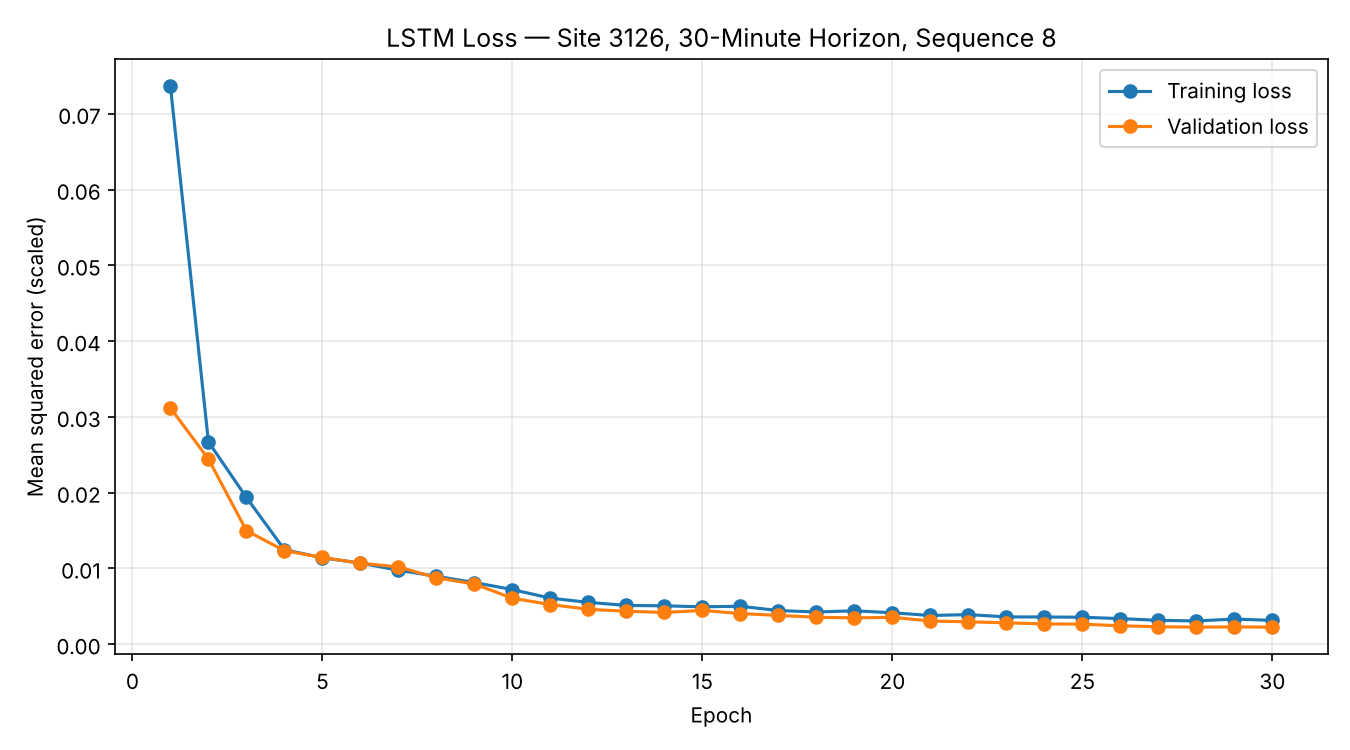 LSTM Loss — Site 3126, 30-Minute Horizon, Sequence 8
Training loss
Validation loss
Mean squared error (scaled)
0.07
0.06
0.05
0.04
0.03
0.02
0.01
0.00
0 5 10 15 20 25 30
Epoch